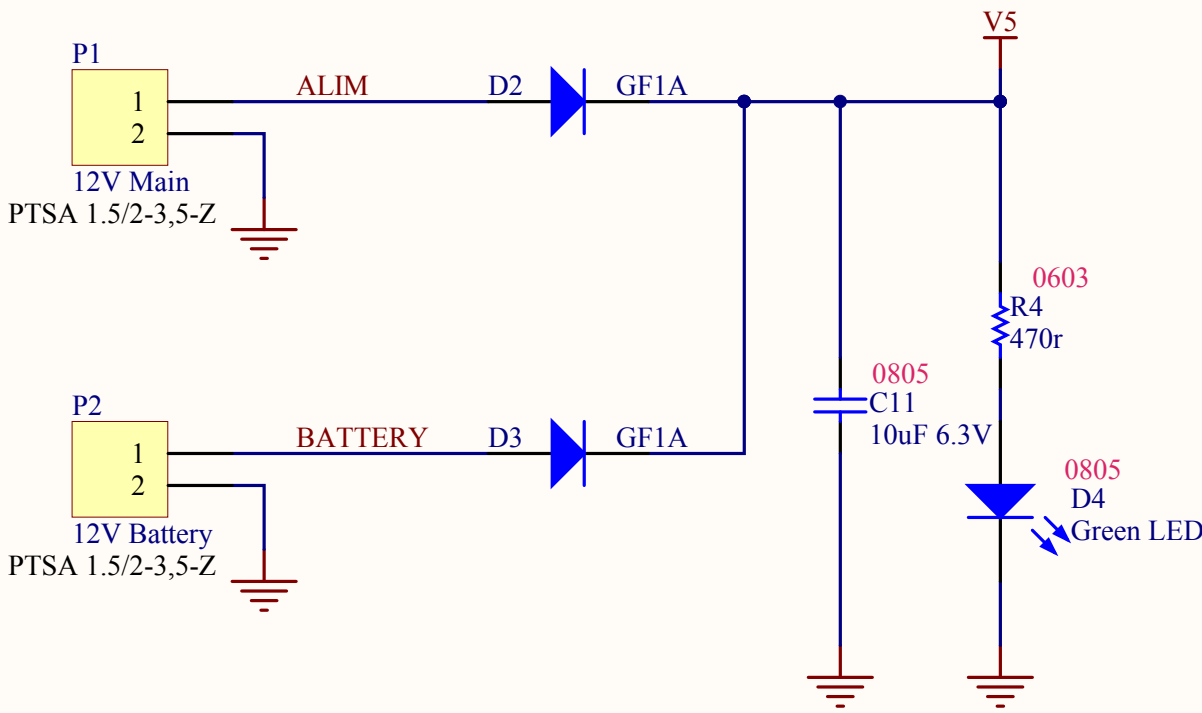 V5
P1
1
2
ALIM
D2
GF1A
12V Main
PTSA 1.5/2-3,5-Z
0603
R4
470r
0805
C11
10uF 6.3V
P2
1
2
BATTERY
D3
GF1A
12V Battery
PTSA 1.5/2-3,5-Z
0805
D4
Green LED